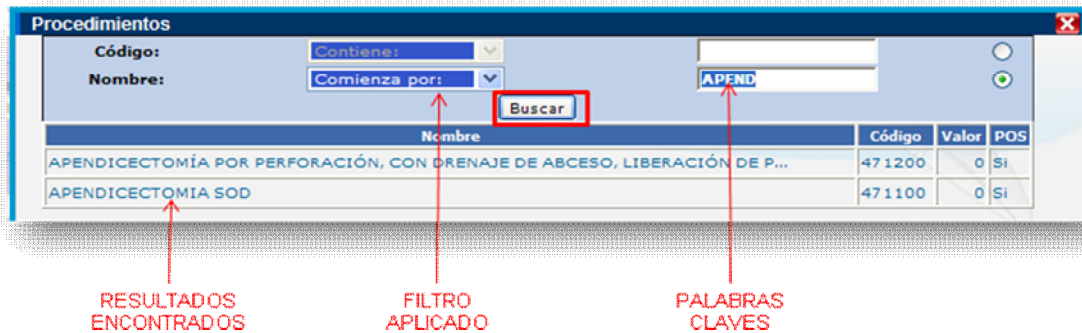 Procedimientos
Código: Contiene:
Nombre: Comienza por: APEND
Buscar
Nombre Código Valor POS
APENDICECTOMÍA POR PERFORACIÓN, CON DRENAJE DE ABCESO, LIBERACIÓN DE P... 471200 0 Si
APENDICECTOMIA SOD 471100 0 Si
RESULTADOS ENCONTRADOS
FILTRO APLICADO
PALABRAS CLAVES